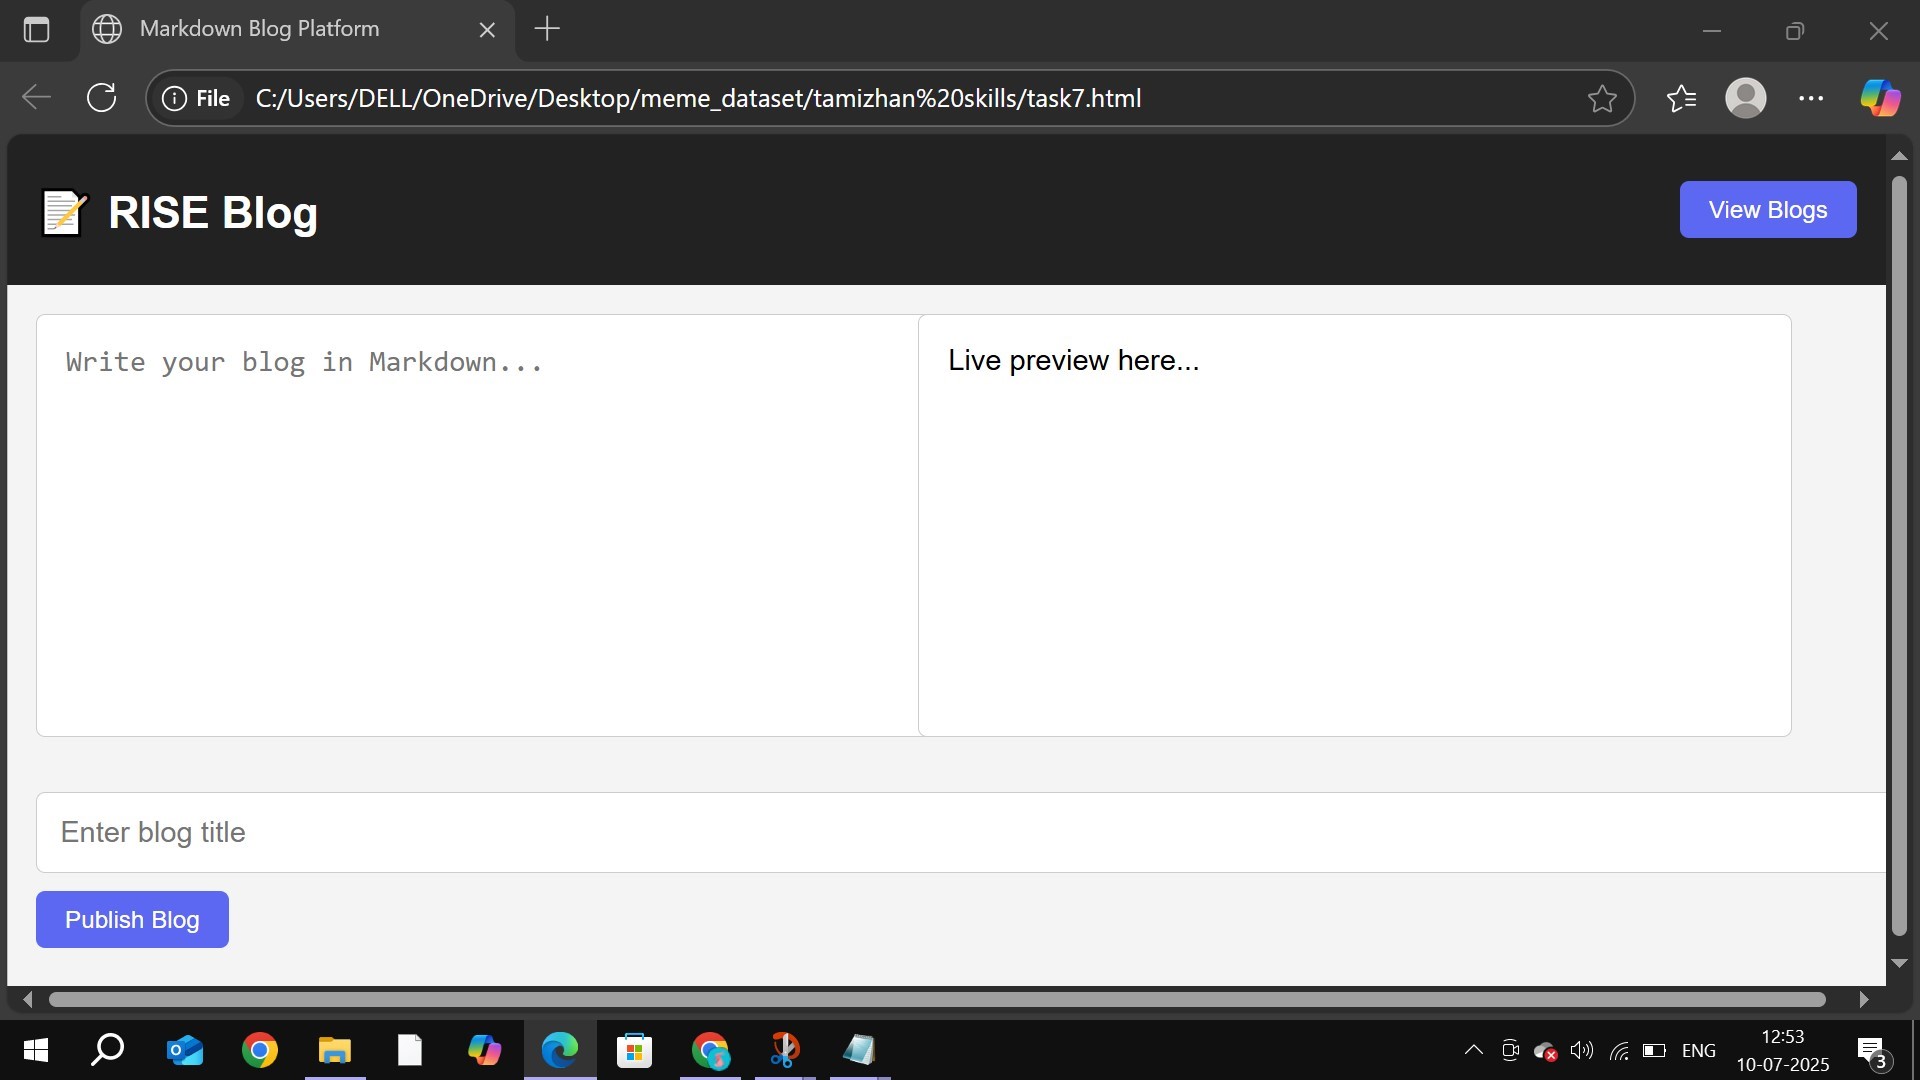 Markdown Blog Platform
File C:/Users/DELL/OneDrive/Desktop/meme_dataset/tamizhan%20skills/task7.html
RISE Blog
View Blogs
Write your blog in Markdown...
Live preview here...
Enter blog title
Publish Blog
ENG
12:53
10-07-2025
3